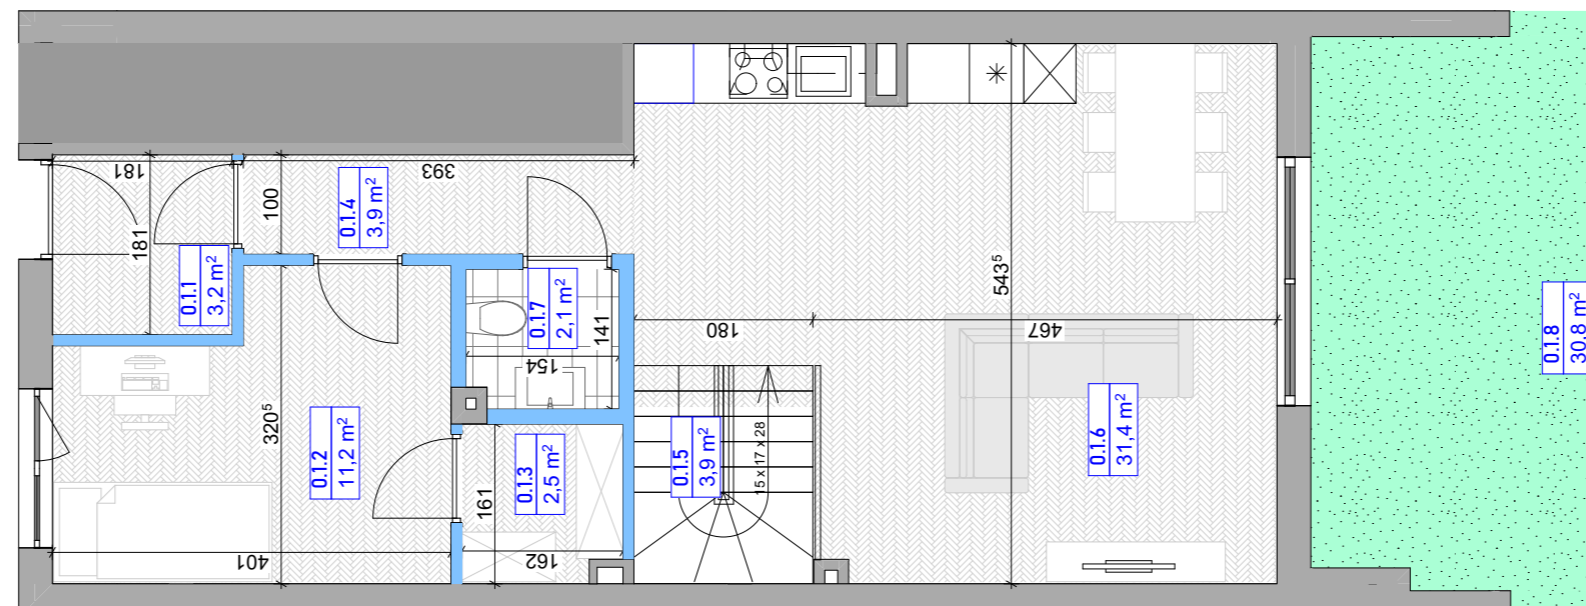 181
393
181
100
0.1.4
3,9 m²
0.1.1
3,2 m²
543⁵
0.1.7
2,1 m²
141
154
180
467
0.1.8
30,8 m²
320⁵
0.1.2
11,2 m²
0.1.3
2,5 m²
161
162
401
0.1.5
3,9 m²
15 x 17 x 28
0.1.6
31,4 m²